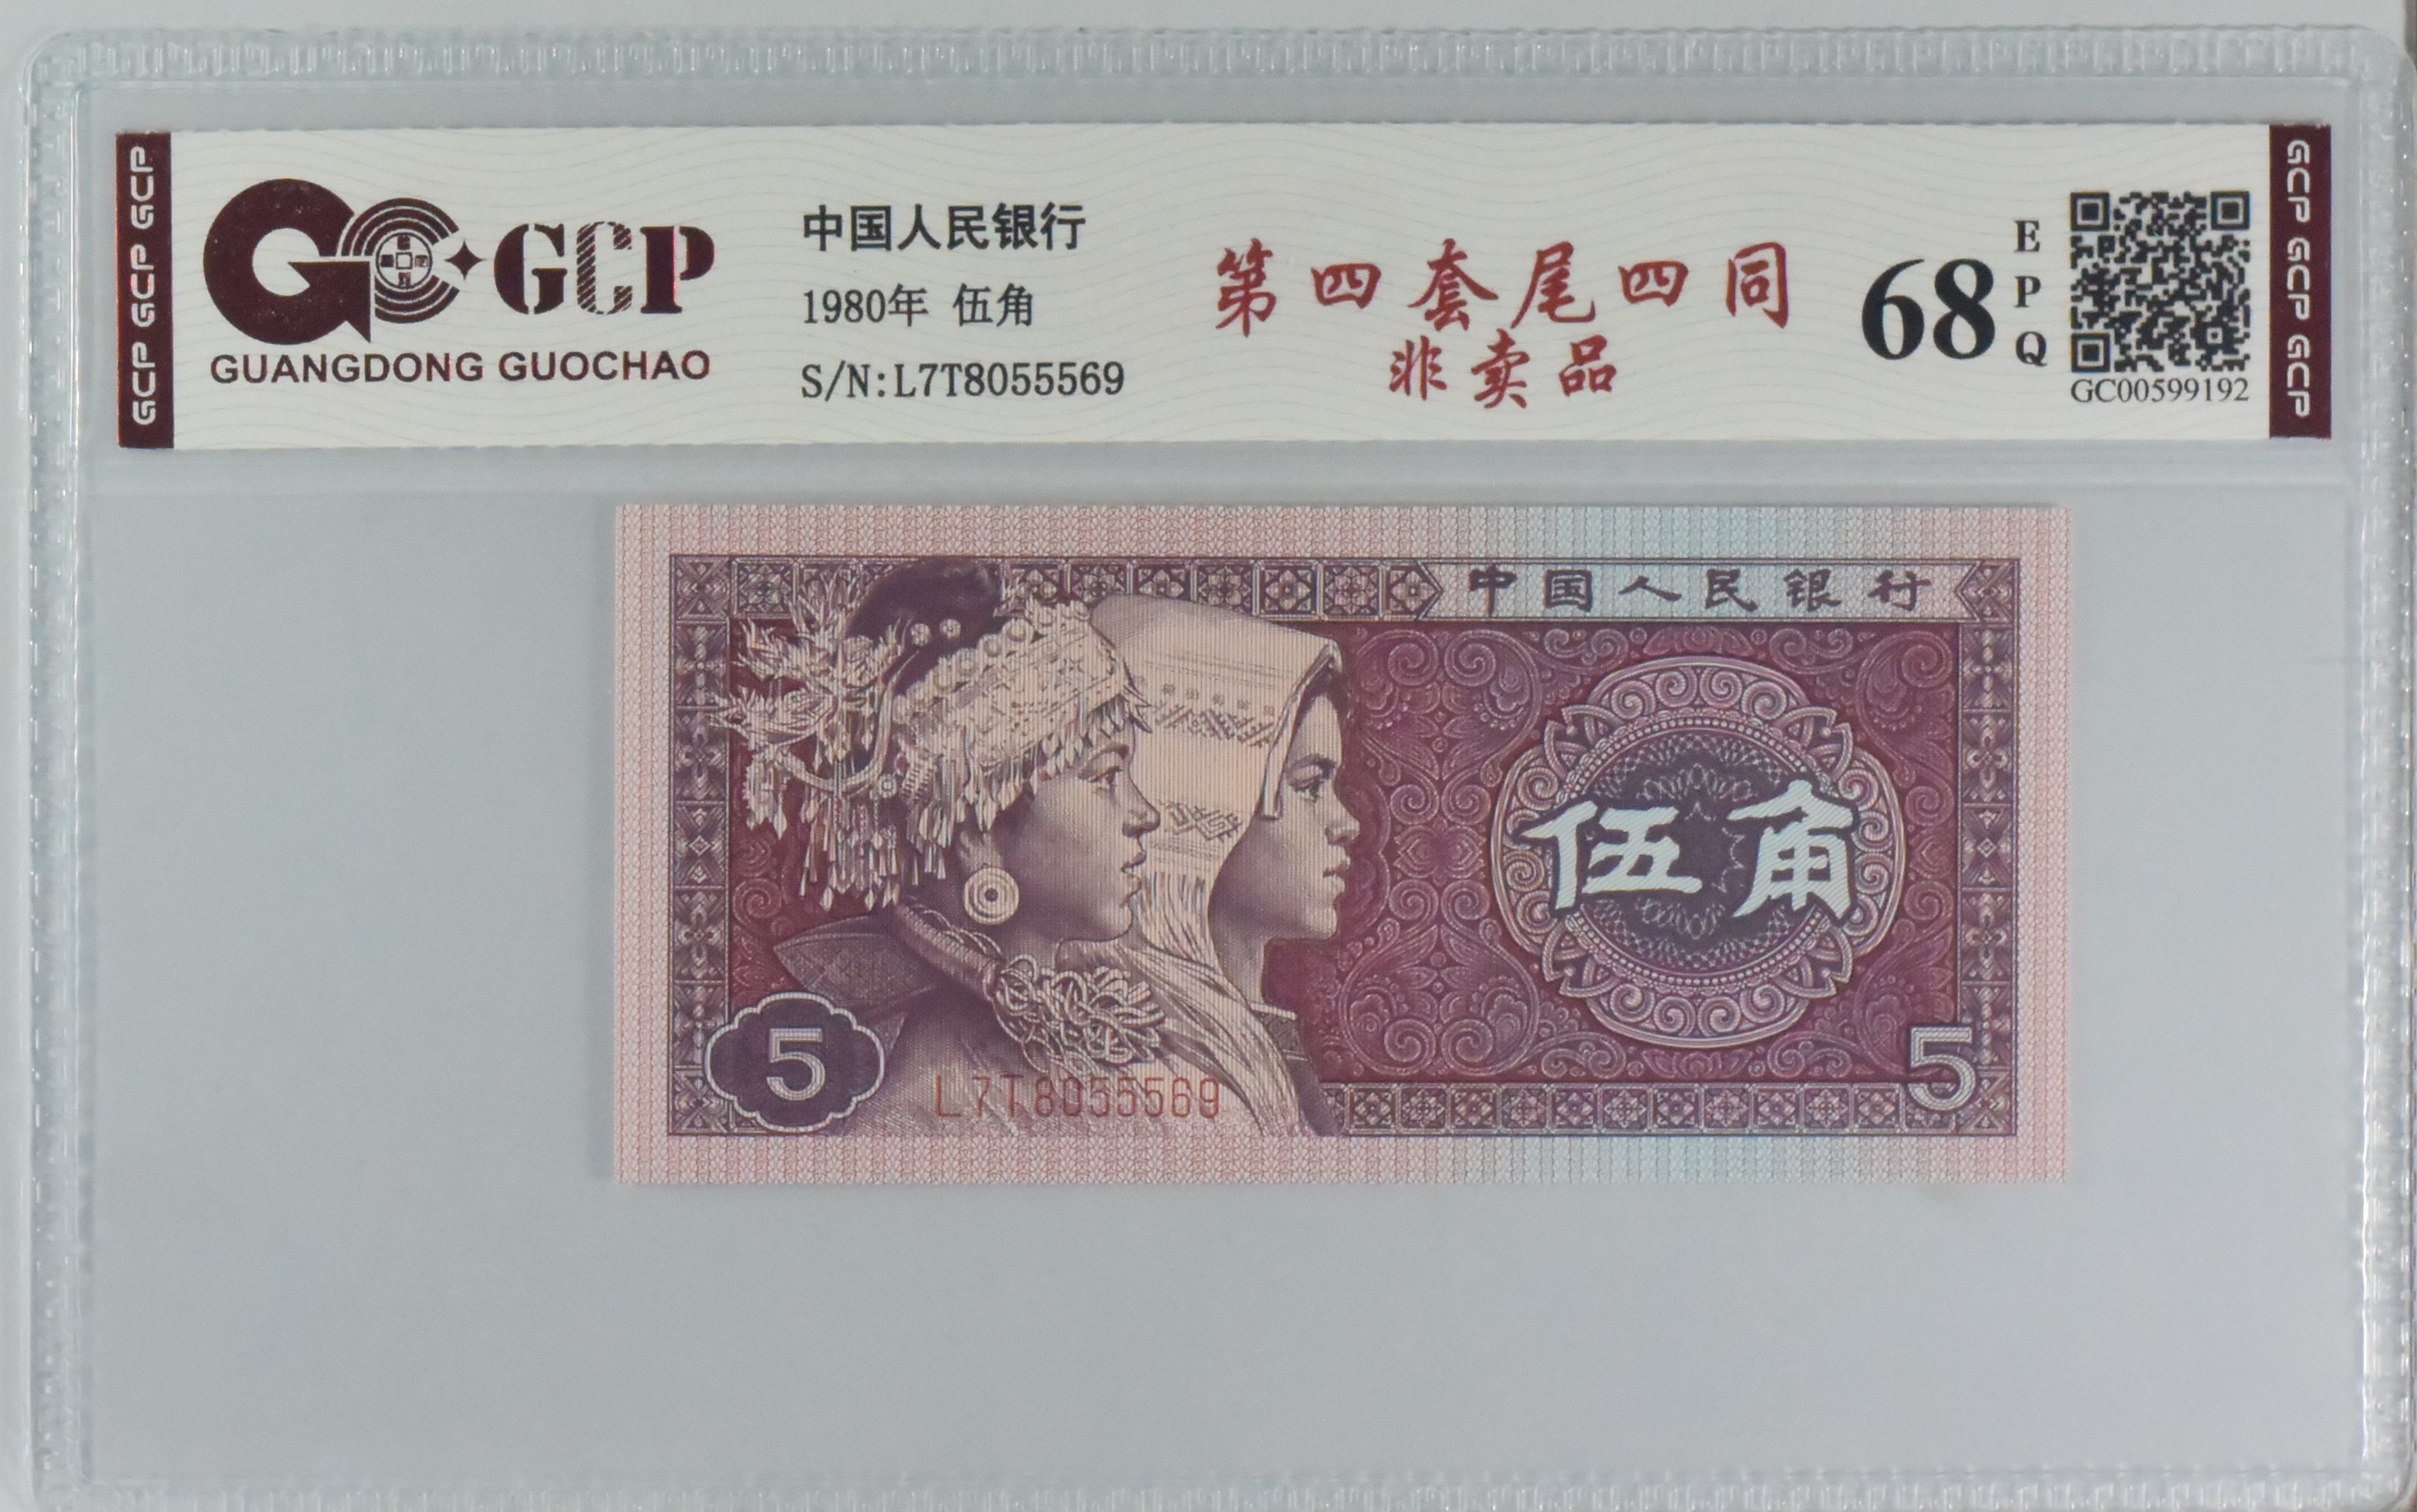 GCP GCP GCP
GCP
GUANGDONG GUOCHAO
中国人民银行
1980年 伍角
S/N:L7T8055569
第四套尾四同
非卖品
68
EPQ
GC00599192
GCP GCP GCP
中国人民银行
伍角
5
L7T8055569
5